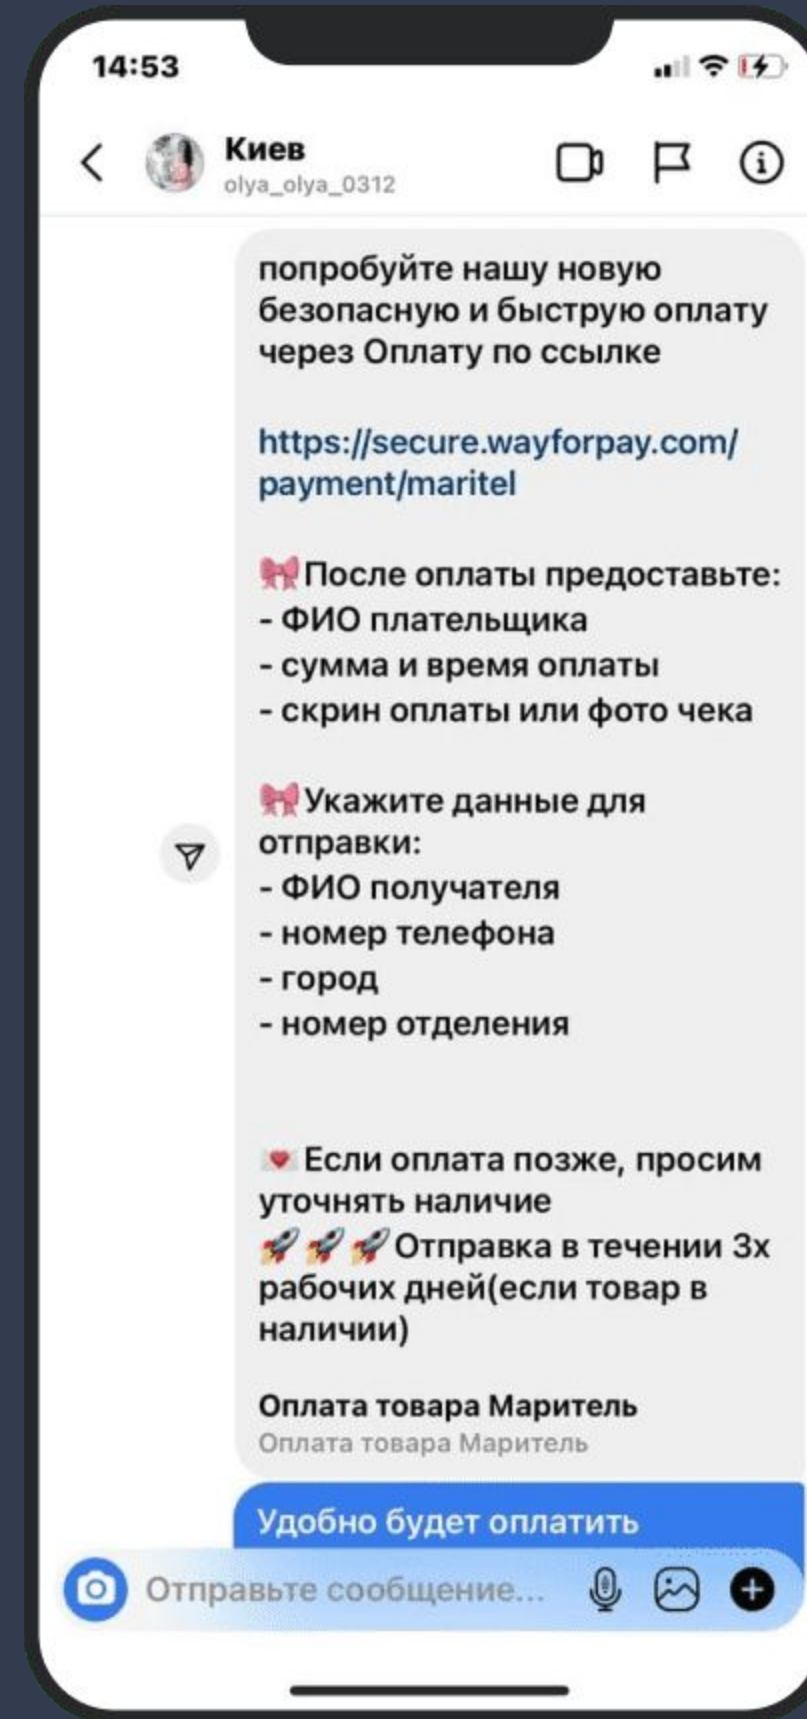 14:53
Киев
olya_olya_0312
попробуйте нашу новую
безопасную и быструю оплату
через Оплату по ссылке
https://secure.wayforpay.com/
payment/maritel
🎀После оплаты предоставьте:
- ФИО плательщика
- сумма и время оплаты
- скрин оплаты или фото чека
🎀Укажите данные для
отправки:
- ФИО получателя
- номер телефона
- город
- номер отделения
💌 Если оплата позже, просим
уточнять наличие
🚀🚀🚀Отправка в течении 3х
рабочих дней(если товар в
наличии)
Оплата товара Маритель
Оплата товара Маритель
Удобно будет оплатить
Отправьте сообщение...